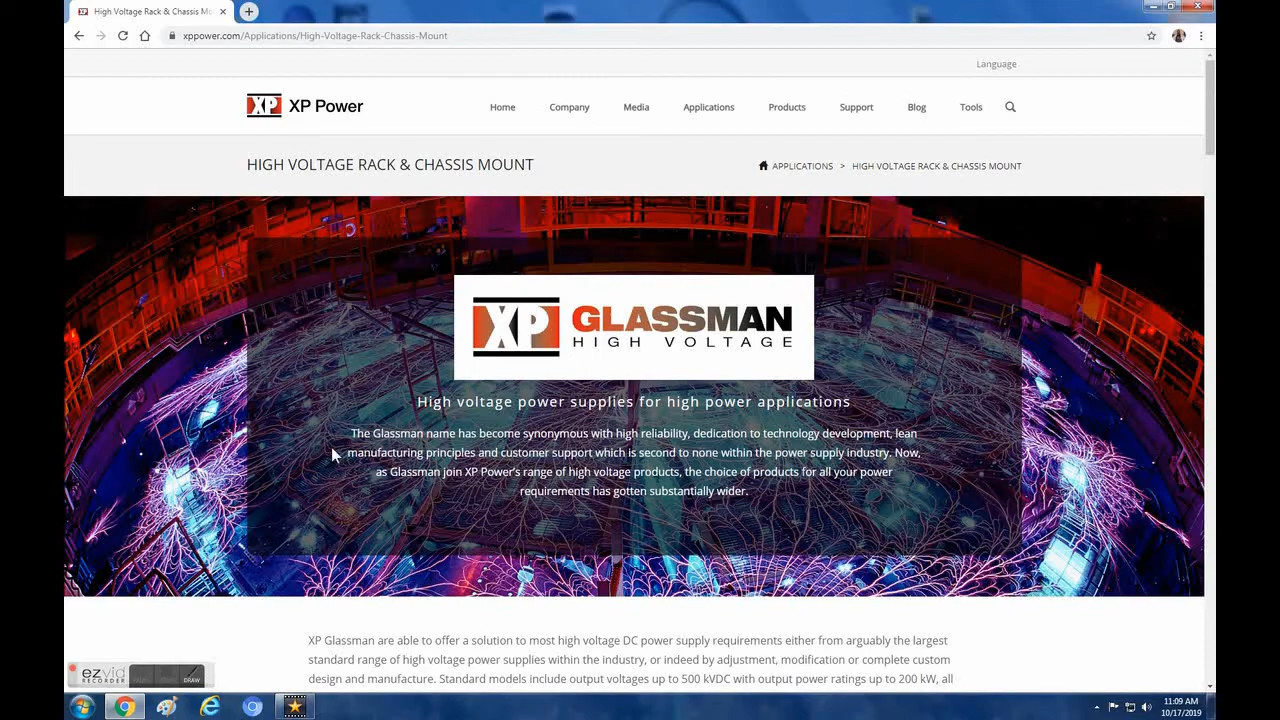 High Voltage Rack & Chassis Mo
xppower.com/Applications/High-Voltage-Rack-Chassis-Mount
Language
XP XP Power
Home Company Media Applications Products Support Blog Tools
HIGH VOLTAGE RACK & CHASSIS MOUNT
APPLICATIONS > HIGH VOLTAGE RACK & CHASSIS MOUNT
XP GLASSMAN
HIGH VOLTAGE
High voltage power supplies for high power applications
The Glassman name has become synonymous with high reliability, dedication to technology development, lean
manufacturing principles and customer support which is second to none within the power supply industry. Now,
as Glassman join XP Power's range of high voltage products, the choice of products for all your power
requirements has gotten substantially wider.
XP Glassman are able to offer a solution to most high voltage DC power supply requirements either from arguably the largest
standard range of high voltage power supplies within the industry, or indeed by adjustment, modification or complete custom
design and manufacture. Standard models include output voltages up to 500 kVDC with output power ratings up to 200 kW, all
ezvid
RECORDER
DRAW
11:09 AM
10/17/2019